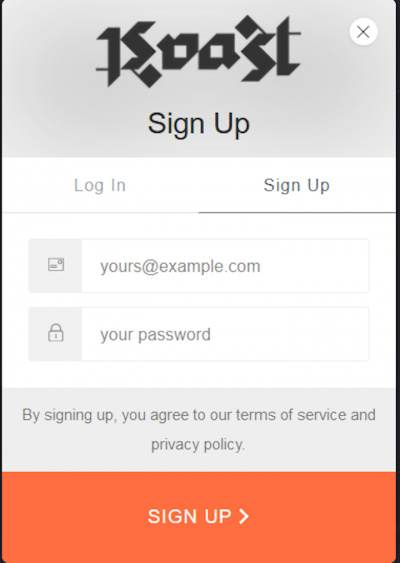 Sign Up
Log In
Sign Up
yours@example.com
your password
By signing up, you agree to our terms of service and
privacy policy.
SIGN UP